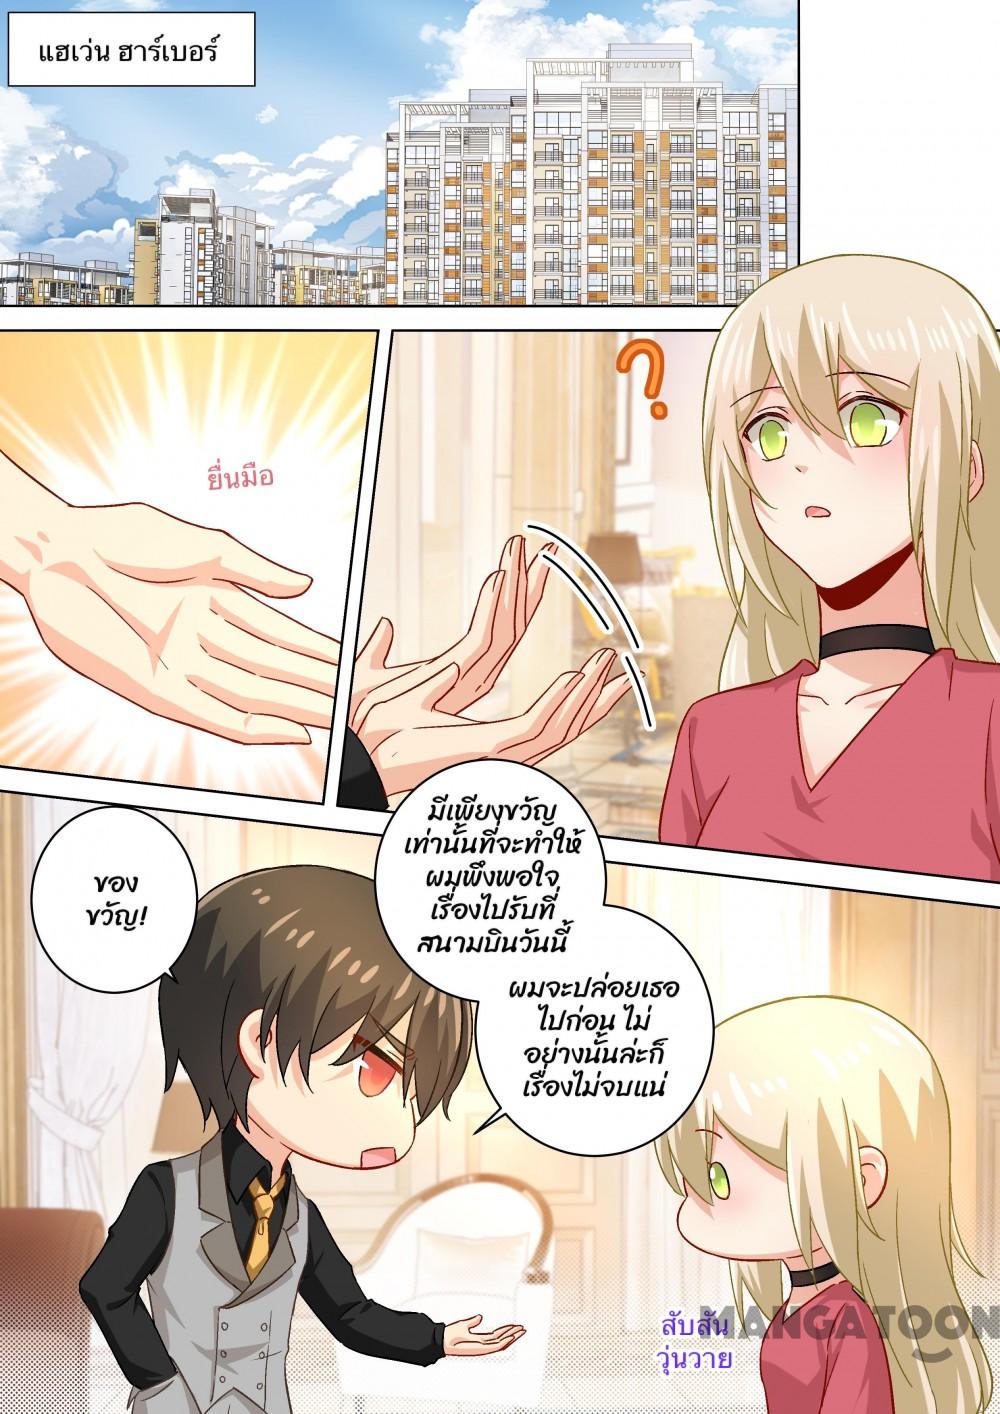 แฮเว่น ฮาร์เบอร์
ยื่นมือ
?
ของ
ขวัญ!
มีเพียงขวัญ
เท่านั้นที่จะทำให้
ผมพึงพอใจ
เรื่องไปรับที่
สนามบินวันนี้
ผมจะปล่อยเธอ
ไปก่อน ไม่
อย่างนั้นล่ะก็
เรื่องไม่จบแน่
สับสัน
วุ่นวาย
MANGATOON